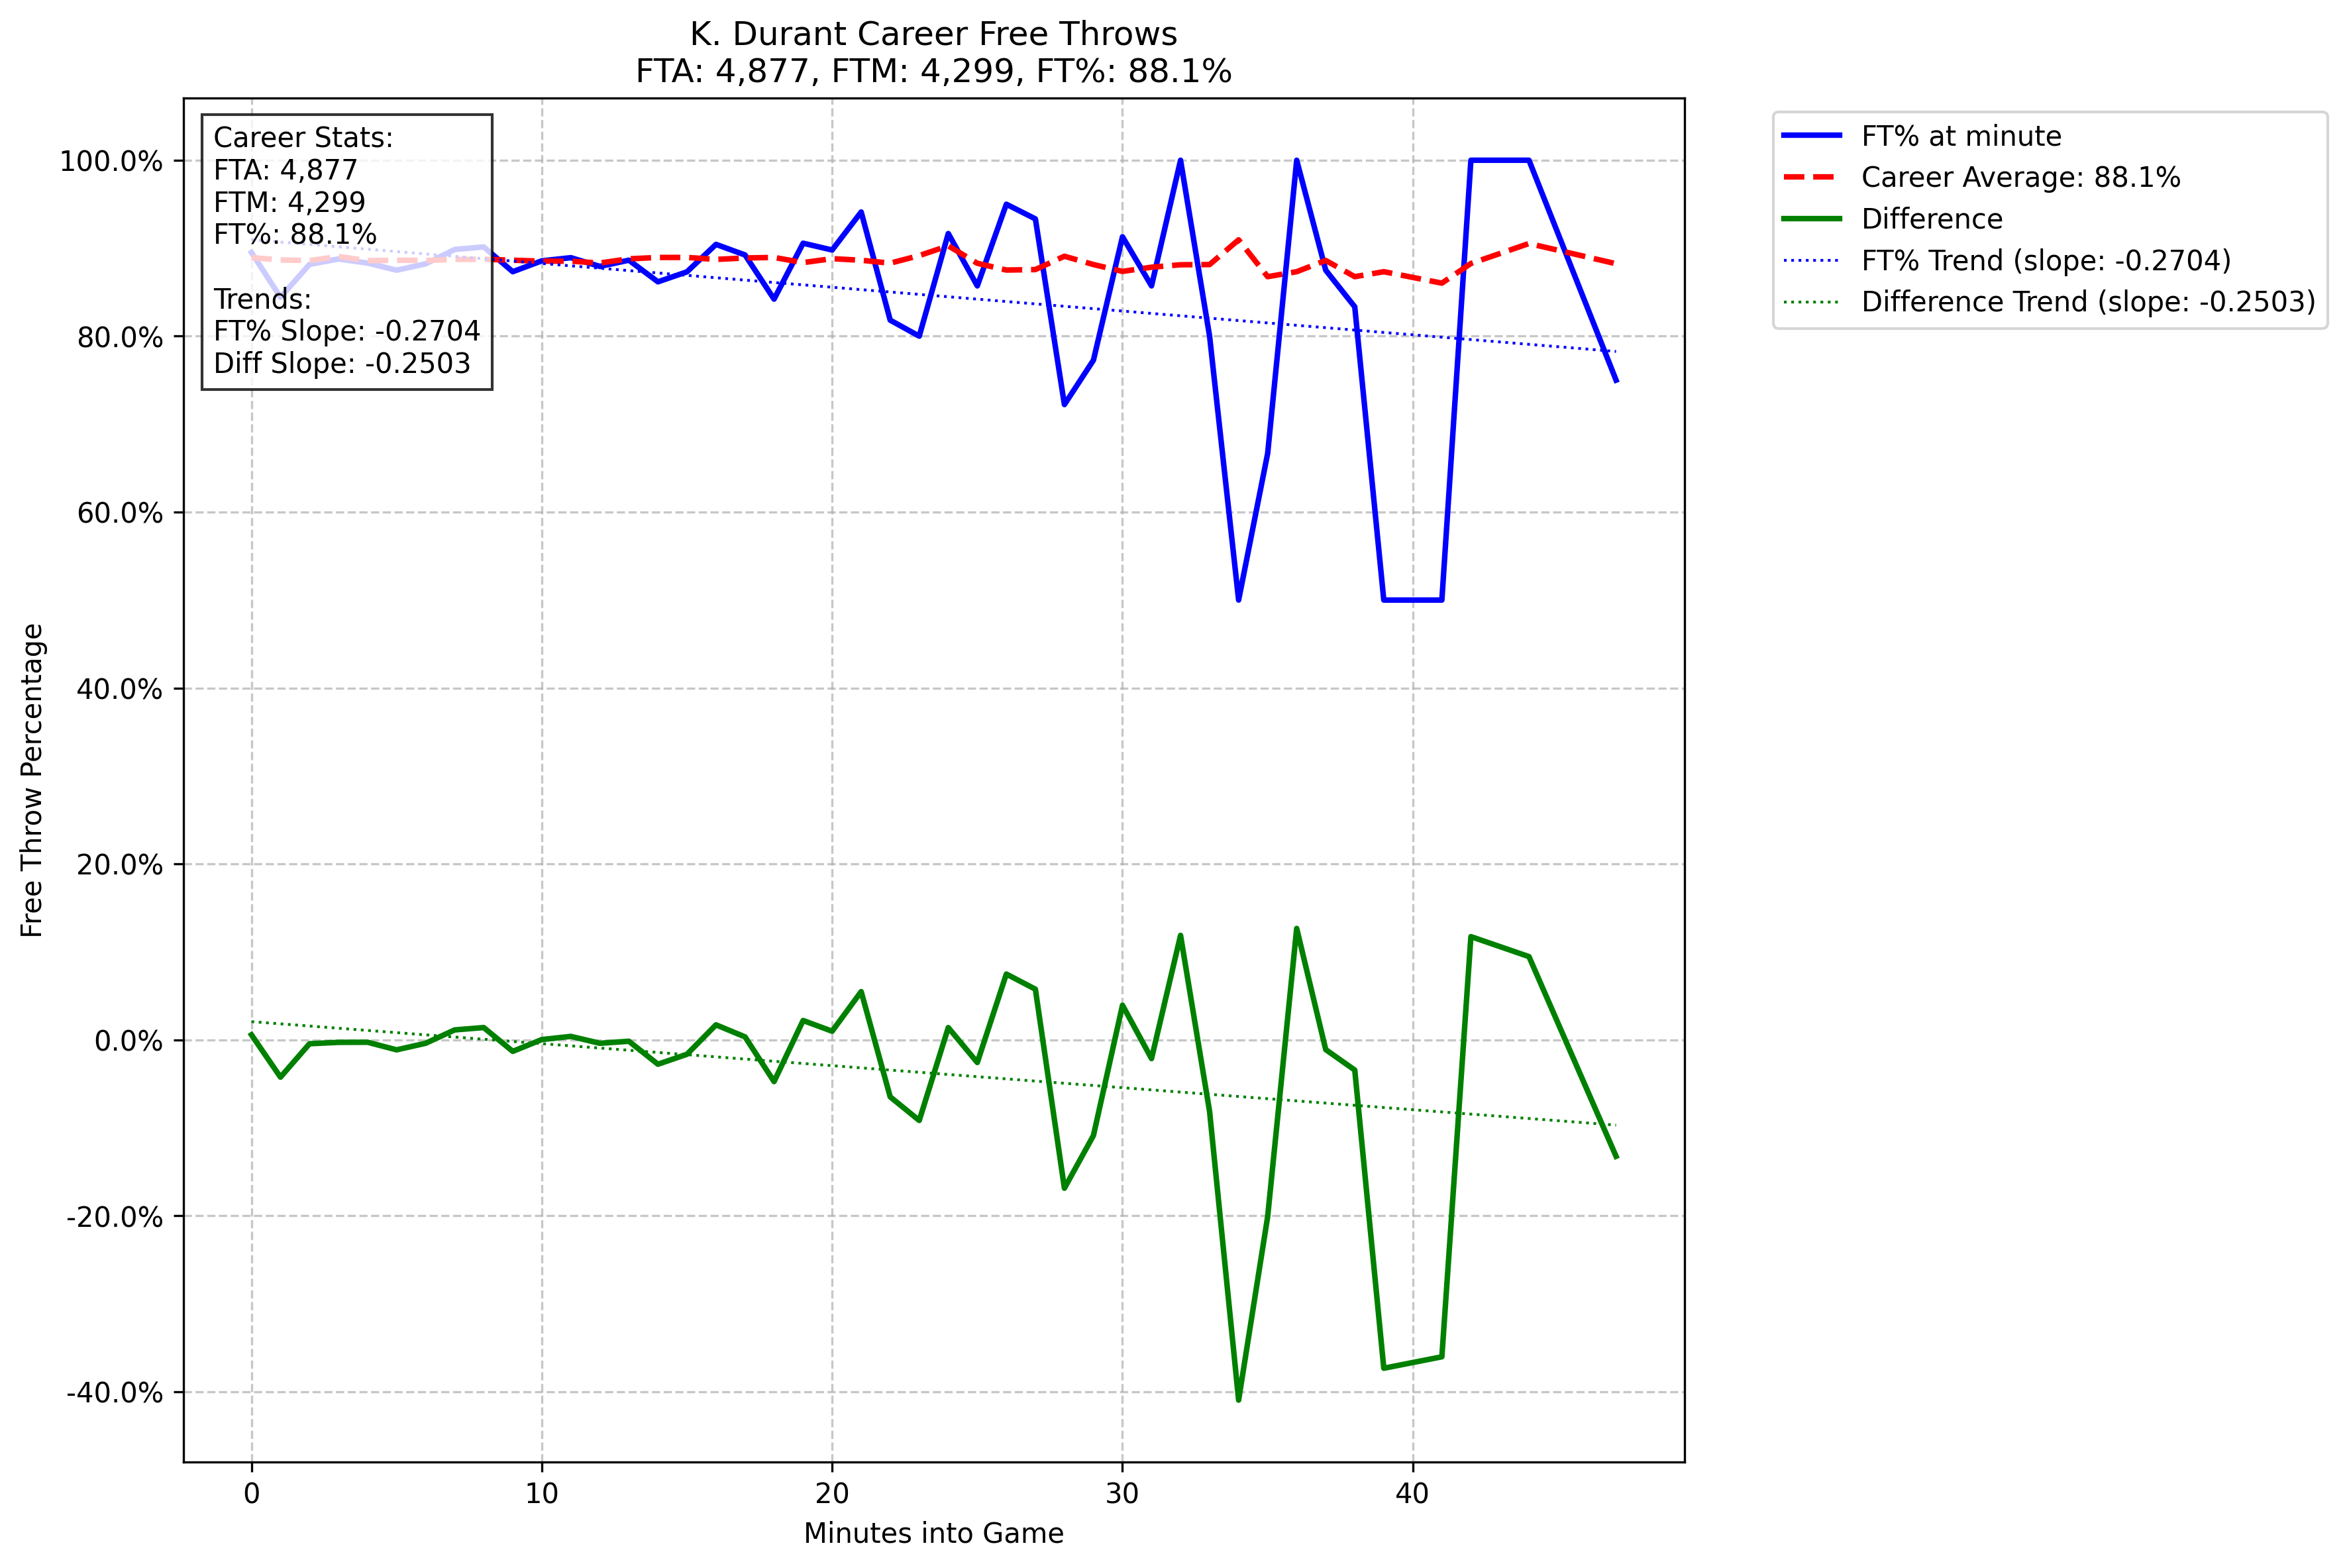 K. Durant Career Free Throws
FTA: 4,877, FTM: 4,299, FT%: 88.1%
Career Stats:
FTA: 4,877
FTM: 4,299
FT%: 88.1%
Trends:
FT% Slope: -0.2704
Diff Slope: -0.2503
FT% at minute
Career Average: 88.1%
Difference
FT% Trend (slope: -0.2704)
Difference Trend (slope: -0.2503)
Free Throw Percentage
100.0%
80.0%
60.0%
40.0%
20.0%
0.0%
-20.0%
-40.0%
0 10 20 30 40
Minutes into Game